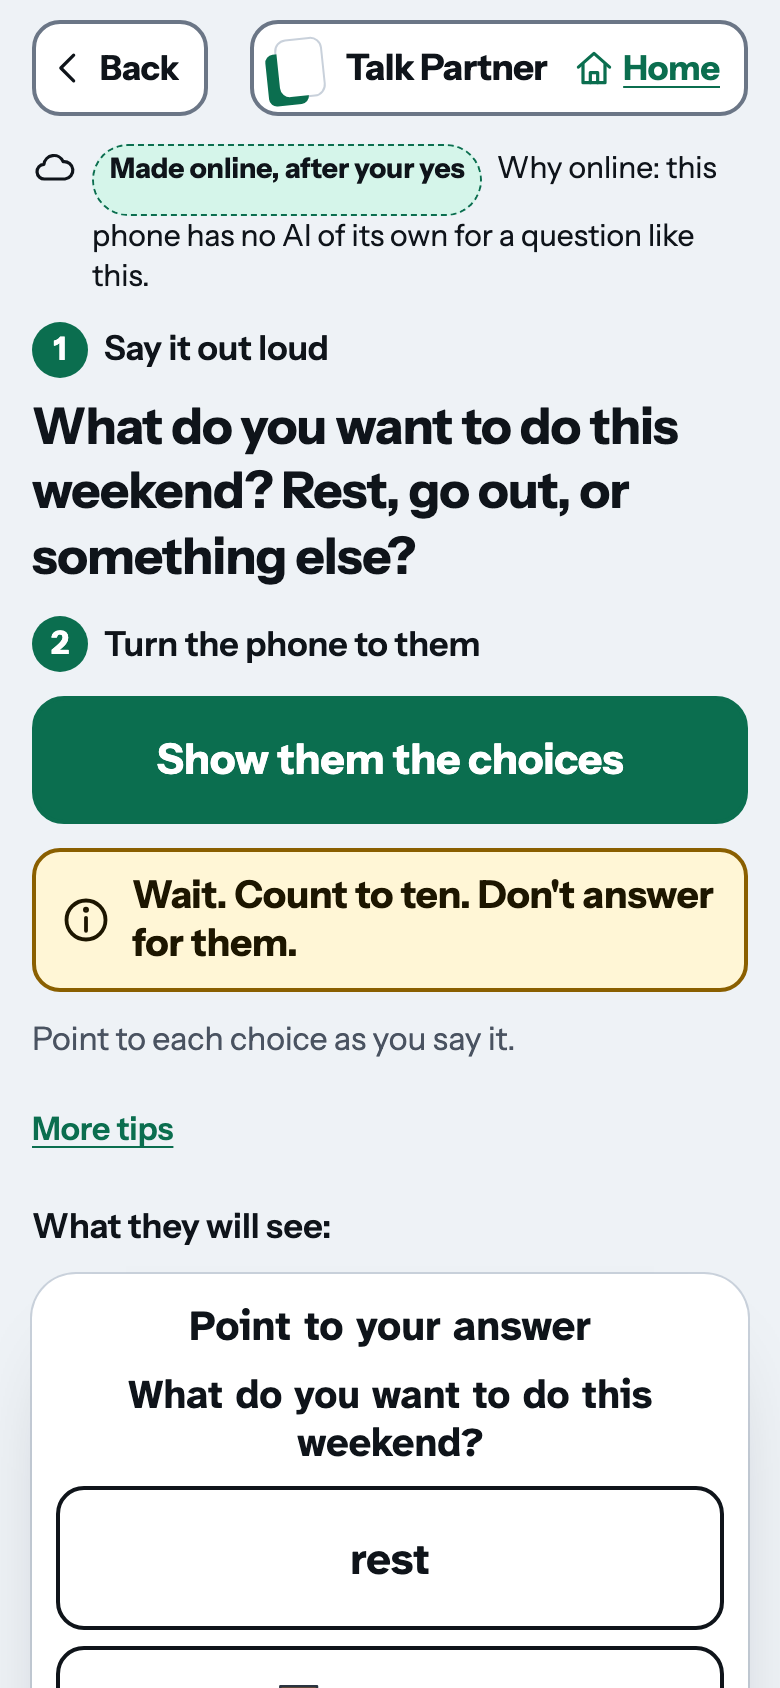 Back
Talk Partner
Home
Made online, after your yes Why online: this
phone has no AI of its own for a question like
this.
1 Say it out loud
What do you want to do this
weekend? Rest, go out, or
something else?
2 Turn the phone to them
Show them the choices
Wait. Count to ten. Don't answer
for them.
Point to each choice as you say it.
More tips
What they will see:
Point to your answer
What do you want to do this
weekend?
rest